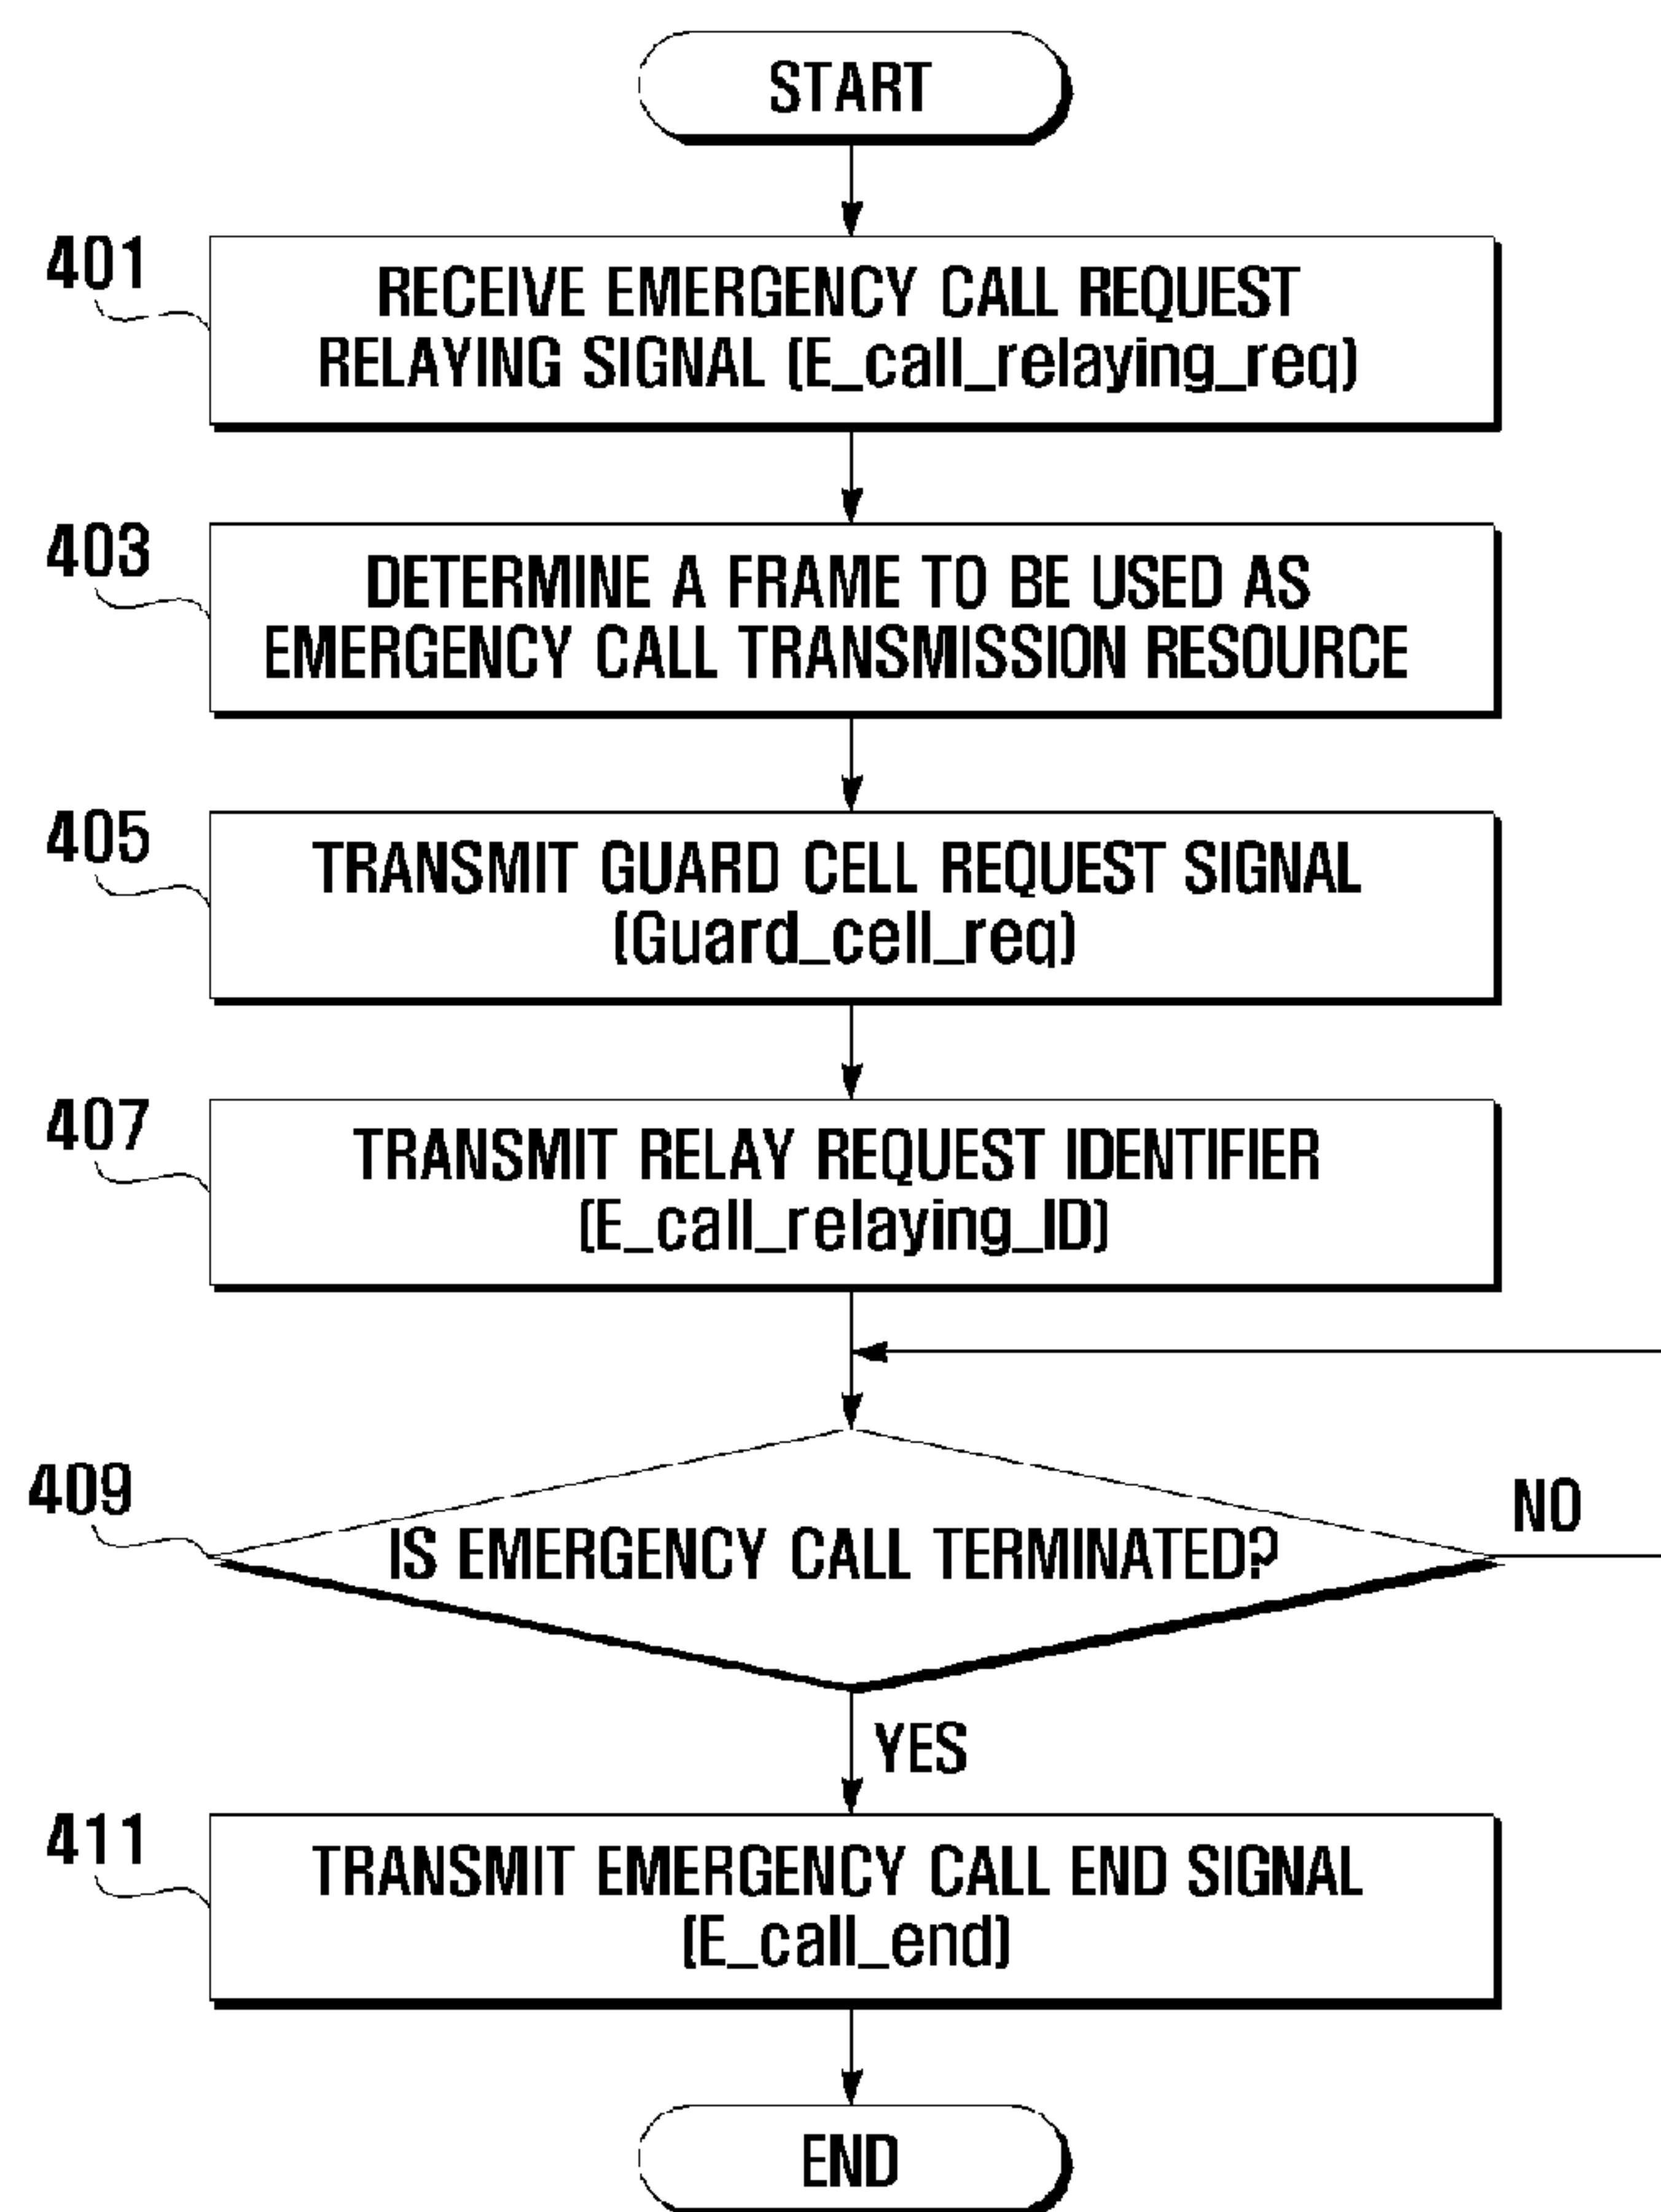 START
401
RECEIVE EMERGENCY CALL REQUEST
RELAYING SIGNAL (E_call_relaying_req)
403
DETERMINE A FRAME TO BE USED AS
EMERGENCY CALL TRANSMISSION RESOURCE
405
TRANSMIT GUARD CELL REQUEST SIGNAL
(Guard_cell_req)
407
TRANSMIT RELAY REQUEST IDENTIFIER
(E_call_relaying_ID)
409
IS EMERGENCY CALL TERMINATED?
NO
YES
411
TRANSMIT EMERGENCY CALL END SIGNAL
(E_call_end)
END